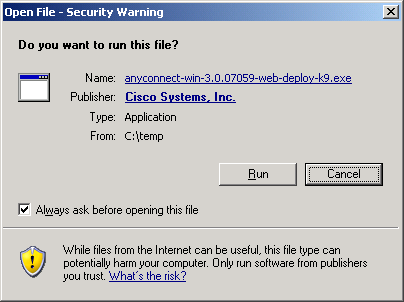 Open File - Security Warning
Do you want to run this file?
Name: anyconnect-win-3.0.07059-web-deploy-k9.exe
Publisher: Cisco Systems, Inc.
Type: Application
From: C:\temp
Run Cancel
Always ask before opening this file
While files from the Internet can be useful, this file type can
potentially harm your computer. Only run software from publishers
you trust. What's the risk?